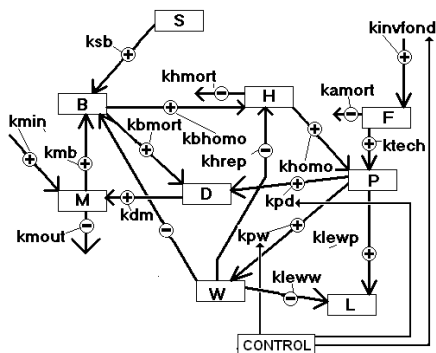 S
kinvfond
ksb
khmort
H
kamort
B
kbmort
kbhomo
F
kmin
kmb
khrep
khomo
ktech
P
D
kpd
M
kdm
kmout
kpw
klewp
W
kleww
L
CONTROL